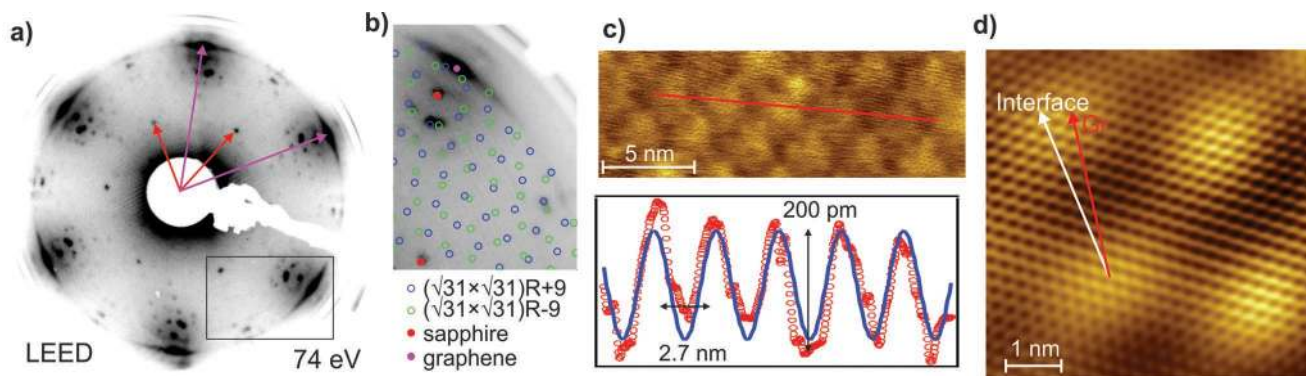 a)
LEED
74 eV
b)
(√31×√31)R+9
(√31×√31)R-9
sapphire
graphene
c)
5 nm
200 pm
2.7 nm
d)
Interface
Gr
1 nm